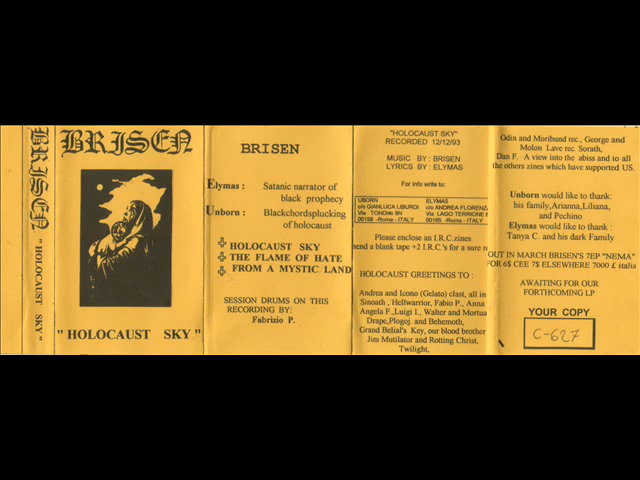 BRISEN
" HOLOCAUST SKY "
BRISEN
" HOLOCAUST SKY "
BRISEN
Elymas : Satanic narrator of
black prophecy
Unborn : Blackchordsplucking
of holocaust
HOLOCAUST SKY
THE FLAME OF HATE
FROM A MYSTIC LAND
SESSION DRUMS ON THIS
RECORDING BY:
Fabrizio P.
"HOLOCAUST SKY"
RECORDED 12/12/93
MUSIC BY : BRISEN
LYRICS BY : ELYMAS
For info write to:
UBORN
c/o GIANLUCA LIBURDI
Via TONDI 6N
00156 -Roma - ITALY
ELYMAS
c/o ANDREA FLORENZ
Via LAGO TERRIONE
00165 -Roma - ITALY
Please enclose an I.R.C.zines
send a blank tape +2 I.R.C.'s for a sure r
HOLOCAUST GREETINGS TO :
Andrea and Icono (Gelato) clast, all in
Sinoath , Hellwarrior, Fabio P., Anna
Angela F.,Luigi I., Walter and Mortua
Drape,Plogoj. and Behemoth,
Grand Belial's Key, our blood brother
Jim Mutilator and Rotting Christ,
Twilight,
Odin and Moribund rec., George and
Molon Lave rec. Sorath,
Dan F. A view into the abiss and to all
the others zines which have supported US.
Unborn would like to thank:
his family,Arianna,Liliana,
and Pechino
Elymas would like to thank :
Tanya C. and his dark Family
OUT IN MARCH BRISEN'S 7EP "NEMA"
FOR 6$ CEE 7$ ELSEWHERE 7000 £ italia
AWAITING FOR OUR
FORTHCOMING LP
YOUR COPY
C-627